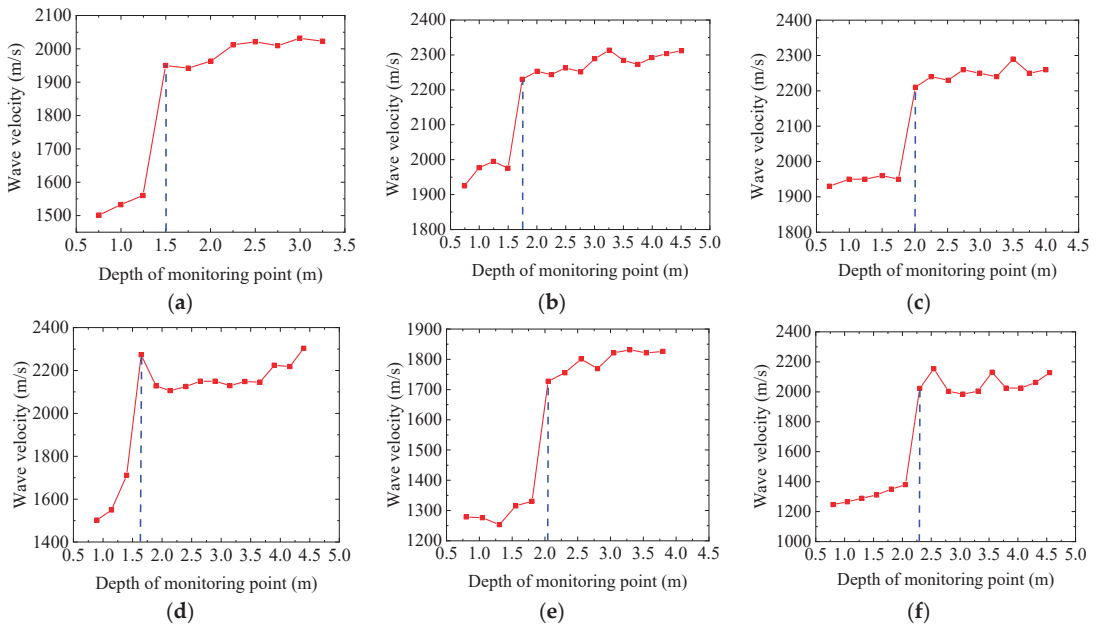 2100
2000
1900
1800
1700
1600
1500
Wave velocity (m/s)
0.5 1.0 1.5 2.0 2.5 3.0 3.5
Depth of monitoring point (m)
(a)
2400
2300
2200
2100
2000
1900
1800
Wave velocity (m/s)
0.5 1.0 1.5 2.0 2.5 3.0 3.5 4.0 4.5 5.0
Depth of monitoring point (m)
(b)
2400
2300
2200
2100
2000
1900
1800
Wave velocity (m/s)
0.5 1.0 1.5 2.0 2.5 3.0 3.5 4.0 4.5
Depth of monitoring point (m)
(c)
2400
2200
2000
1800
1600
1400
Wave velocity (m/s)
0.5 1.0 1.5 2.0 2.5 3.0 3.5 4.0 4.5 5.0
Depth of monitoring point (m)
(d)
1900
1800
1700
1600
1500
1400
1300
1200
Wave velocity (m/s)
0.5 1.0 1.5 2.0 2.5 3.0 3.5 4.0 4.5
Depth of monitoring point (m)
(e)
2400
2200
2000
1800
1600
1400
1200
1000
Wave velocity (m/s)
0.5 1.0 1.5 2.0 2.5 3.0 3.5 4.0 4.5 5.0
Depth of monitoring point (m)
(f)